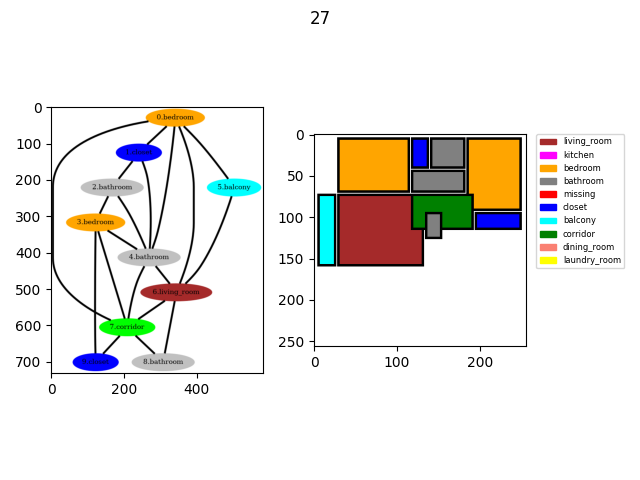 27
0
100
200
300
400
500
600
700
0
200
400
0.bedroom
2.bathroom
3.bedroom
4.bathroom
5.balcony
6.living_room
7.corridor
8.bathroom
0
50
100
150
200
250
0
100
200
living_room
kitchen
bedroom
bathroom
missing
closet
balcony
corridor
dining_room
laundry_room